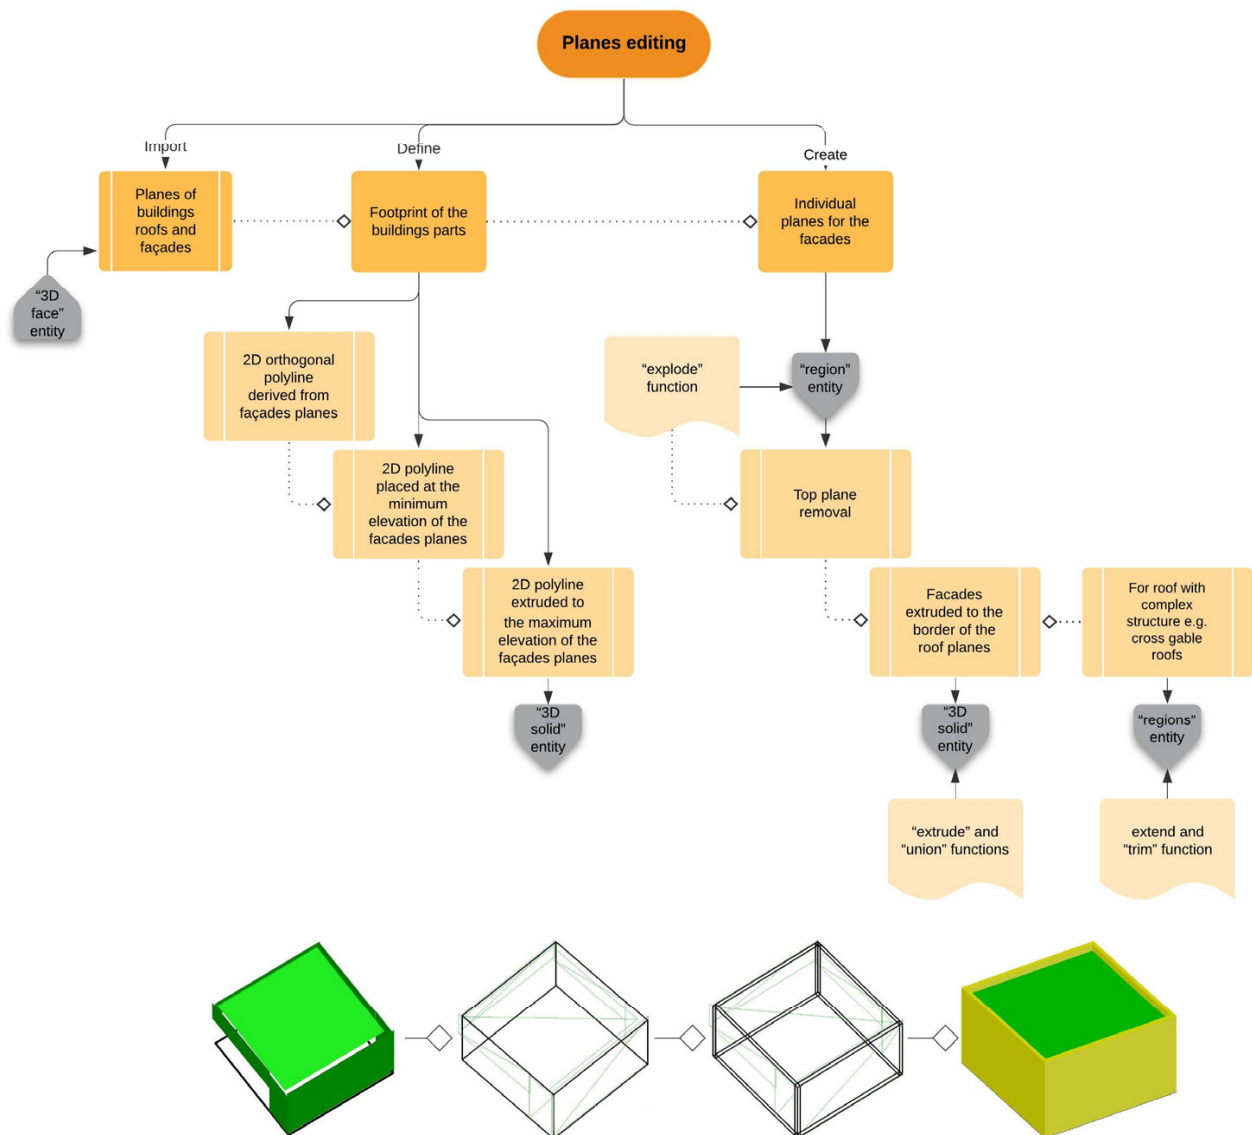 Planes editing
Import
Define
Create
Planes of
buildings
roofs and
façades
Footprint of the
buildings parts
Individual
planes for the
facades
“3D
face”
entity
2D orthogonal
polyline
derived from
façades planes
“explode”
function
“region”
entity
2D polyline
placed at the
minimum
elevation of the
facades planes
Top plane
removal
2D polyline
extruded to
the maximum
elevation of the
façades planes
Facades
extruded to the
border of the
roof planes
For roof with
complex
structure e.g.
cross gable
roofs
“3D
solid”
entity
“3D
solid”
entity
“regions”
entity
“extrude” and
“union” functions
extend and
“trim” function